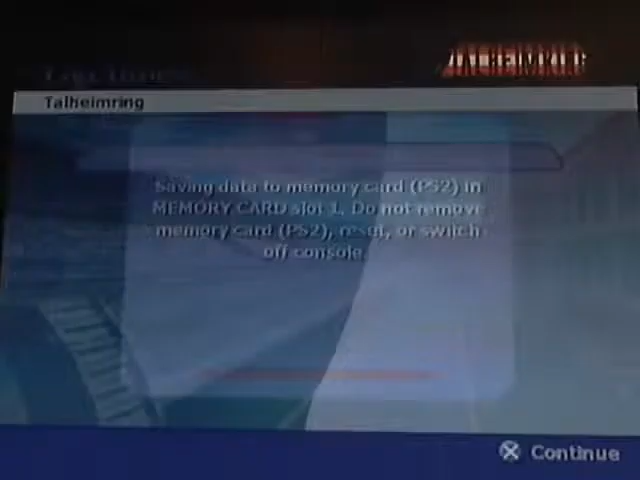 Talheimring
Saving data to memory card (PS2) in
MEMORY CARD slot 1. Do not remove
memory card (PS2), reset, or switch
off console.
Continue